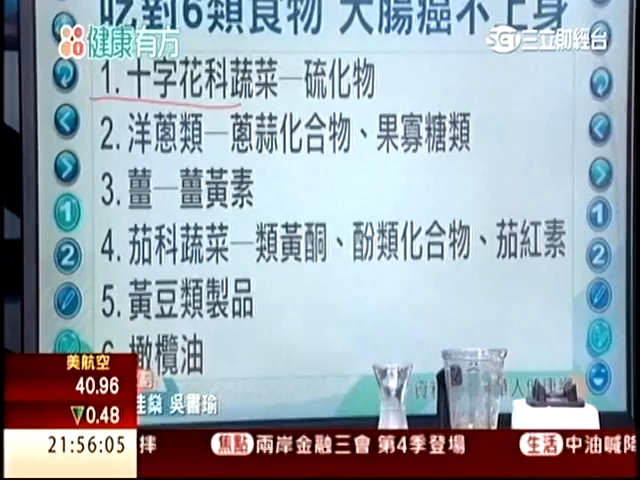 吃對6類食物 大腸癌不上身
健康有方
SET 三立財經台
1. 十字花科蔬菜─硫化物
2. 洋蔥類─蔥蒜化合物、果寡糖類
3. 薑─薑黃素
4. 茄科蔬菜─類黃酮、酚類化合物、茄紅素
5. 黃豆類製品
6. 橄欖油
1
2
1
2
美航空
40.96
▽0.48
吳書瑜
21:56:05
焦點 兩岸金融三會 第4季登場
生活 中油喊